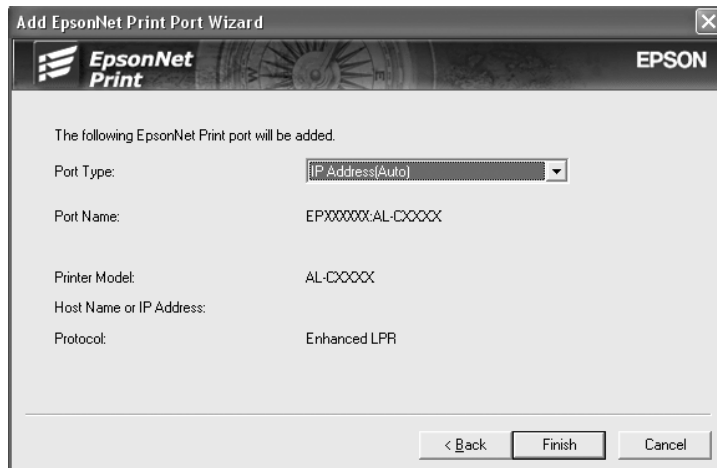 Add EpsonNet Print Port Wizard
EpsonNet
Print
EPSON
The following EpsonNet Print port will be added.
Port Type: IP Address(Auto)
Port Name: EPXXXXXX:AL-CXXXX
Printer Model: AL-CXXXX
Host Name or IP Address:
Protocol: Enhanced LPR
< Back Finish Cancel